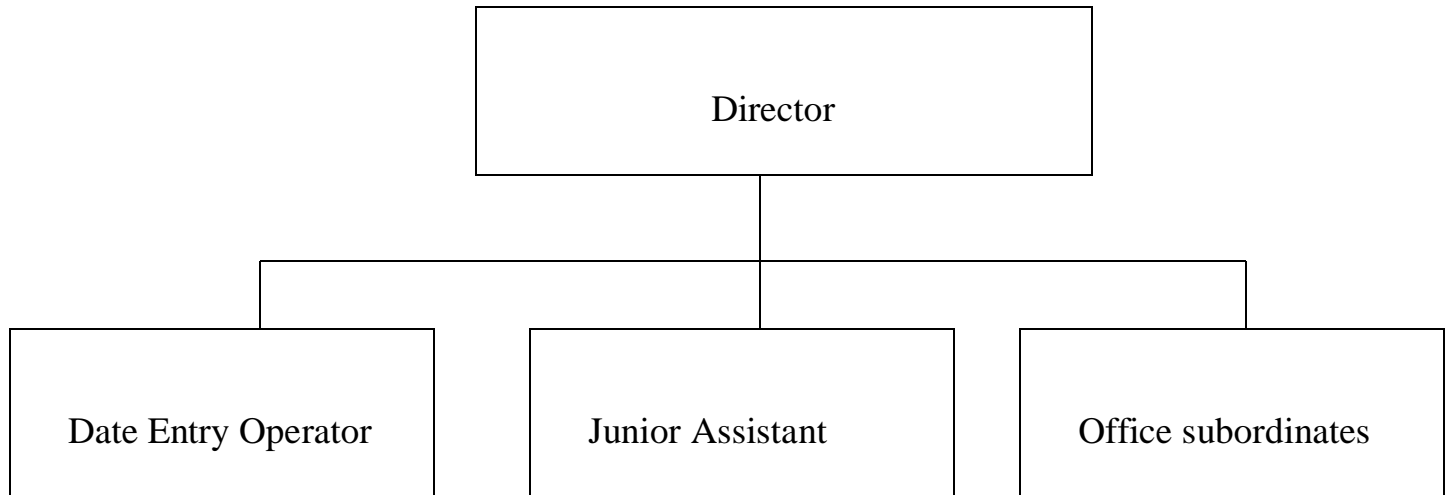 Director
Date Entry Operator
Junior Assistant
Office subordinates